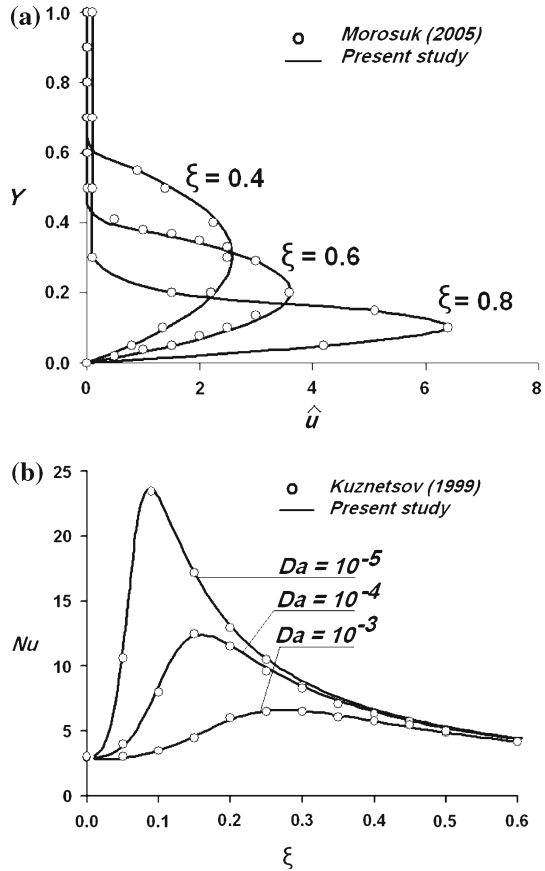 (a)
Morosuk (2005)
Present study
1.0
0.8
0.6
0.4
0.2
0.0
Y
ξ = 0.4
ξ = 0.6
ξ = 0.8
0 2 4 6 8
û
(b)
Kuznetsov (1999)
Present study
25
20
15
10
5
0
Nu
Da = 10⁻⁵
Da = 10⁻⁴
Da = 10⁻³
0.0 0.1 0.2 0.3 0.4 0.5 0.6
ξ